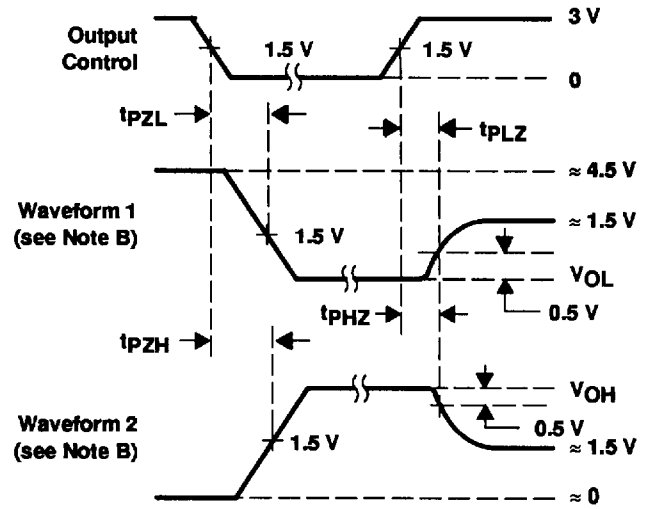 Output
Control
1.5 V
1.5 V
3 V
0
tPZL
tPLZ
Waveform 1
(see Note B)
1.5 V
≈ 4.5 V
≈ 1.5 V
VOL
0.5 V
tPHZ
tPZH
Waveform 2
(see Note B)
1.5 V
VOH
0.5 V
≈ 1.5 V
≈ 0